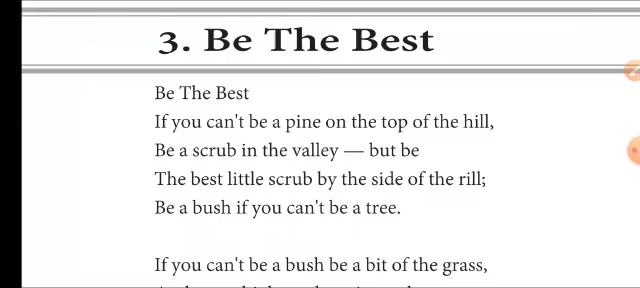 3. Be The Best
Be The Best
If you can't be a pine on the top of the hill,
Be a scrub in the valley — but be
The best little scrub by the side of the rill;
Be a bush if you can't be a tree.
If you can't be a bush be a bit of the grass,